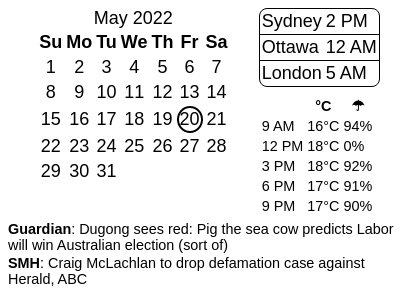 May 2022
Su Mo Tu We Th Fr Sa
1 2 3 4 5 6 7
8 9 10 11 12 13 14
15 16 17 18 19 20 21
22 23 24 25 26 27 28
29 30 31
Sydney 2 PM
Ottawa 12 AM
London 5 AM
°C ☂
9 AM 16°C 94%
12 PM 18°C 0%
3 PM 18°C 92%
6 PM 17°C 91%
9 PM 17°C 90%
Guardian: Dugong sees red: Pig the sea cow predicts Labor
will win Australian election (sort of)
SMH: Craig McLachlan to drop defamation case against
Herald, ABC